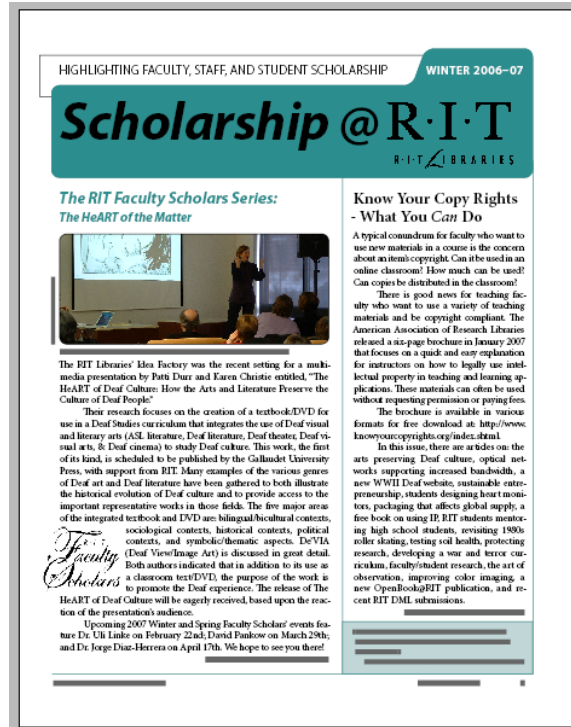 HIGHLIGHTING FACULTY, STAFF, AND STUDENT SCHOLARSHIP
WINTER 2006–07
Scholarship @ R·I·T
R·I·T LIBRARIES
The RIT Faculty Scholars Series:
The HeART of the Matter
The RIT Libraries' Idea Factory was the recent setting for a multi-
media presentation by Patti Durr and Karen Christie entitled, "The
HeART of Deaf Culture: How the Arts and Literature Preserve the
Culture of Deaf People."
Their research focuses on the creation of a textbook/DVD for
use in a Deaf Studies curriculum that integrates the use of Deaf visual
and literary arts (ASL literature, Deaf literature, Deaf theater, Deaf vi-
sual arts, & Deaf cinema) to study Deaf culture. This work, the first
of its kind, is scheduled to be published by the Gallaudet University
Press, with support from RIT. Many examples of the various genres
of Deaf art and Deaf literature have been gathered to both illustrate
the historical evolution of Deaf culture and to provide access to the
important representative works in those fields. The five major areas
of the integrated textbook and DVD are: bilingual/bicultural contexts,
sociological contexts, historical contexts, political
contexts, and symbolic/thematic aspects. De'VIA
(Deaf View/Image Art) is discussed in great detail.
Both authors indicated that in addition to its use as
a classroom text/DVD, the purpose of the work is
to promote the Deaf experience. The release of The
HeART of Deaf Culture will be eagerly received, based upon the reac-
tion of the presentation's audience.
Upcoming 2007 Winter and Spring Faculty Scholars' events fea-
ture Dr. Uli Linke on February 22nd; David Pankow on March 29th;
and Dr. Jorge Diaz-Herrera on April 17th. We hope to see you there!
RIT
Faculty
Scholars
Know Your Copy Rights
- What You Can Do
A typical conundrum for faculty who want to
use new materials in a course is the concern
about an item's copyright. Can it be used in an
online classroom? How much can be used?
Can copies be distributed in the classroom?
There is good news for teaching fac-
ulty who want to use a variety of teaching
materials and be copyright compliant. The
American Association of Research Libraries
released a six-page brochure in January 2007
that focuses on a quick and easy explanation
for instructors on how to legally use intel-
lectual property in teaching and learning ap-
plications. These materials can often be used
without requesting permission or paying fees.
The brochure is available in various
formats for free download at: http://www.
knowyourcopyrights.org/index.shtml.
In this issue, there are articles on: the
arts preserving Deaf culture, optical net-
works supporting increased bandwidth, a
new WWII Deaf website, sustainable entre-
preneurship, students designing heart moni-
tors, packaging that affects global supply, a
free book on using IP, RIT students mentor-
ing high school students, revisiting 1980s
roller skating, testing soil health, protecting
research, developing a war and terror cur-
riculum, faculty/student research, the art of
observation, improving color imaging, a
new OpenBook@RIT publication, and re-
cent RIT DML submissions.